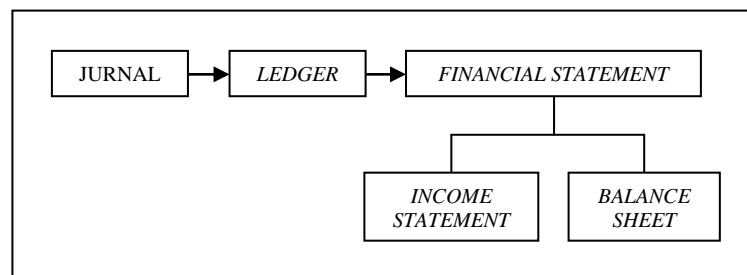 JURNAL
LEDGER
FINANCIAL STATEMENT
INCOME
STATEMENT
BALANCE
SHEET